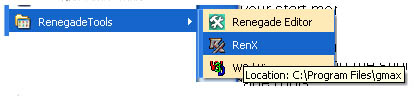 your start me
RenegadeTools
Renegade Editor
RenX
W
Location: C:\Program Files\gmax